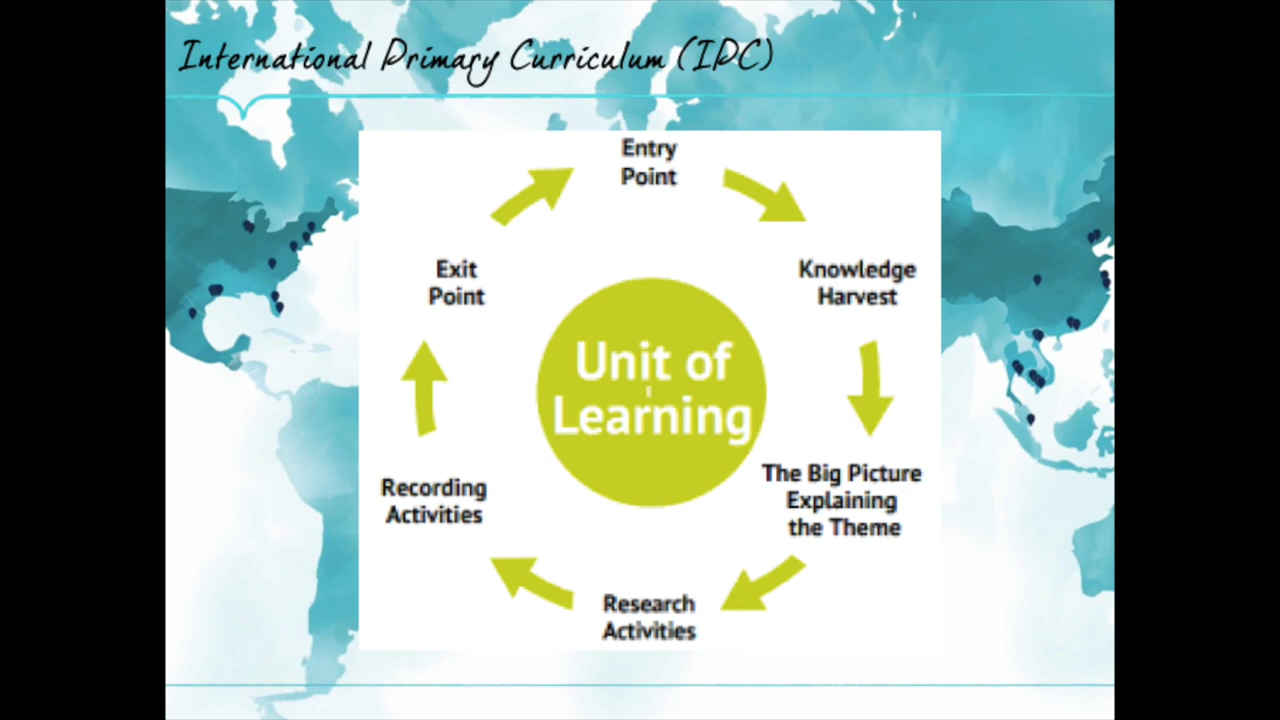 International Primary Curriculum (IPC)
Entry
Point
Knowledge
Harvest
The Big Picture
Explaining
the Theme
Research
Activities
Recording
Activities
Exit
Point
Unit of
Learning